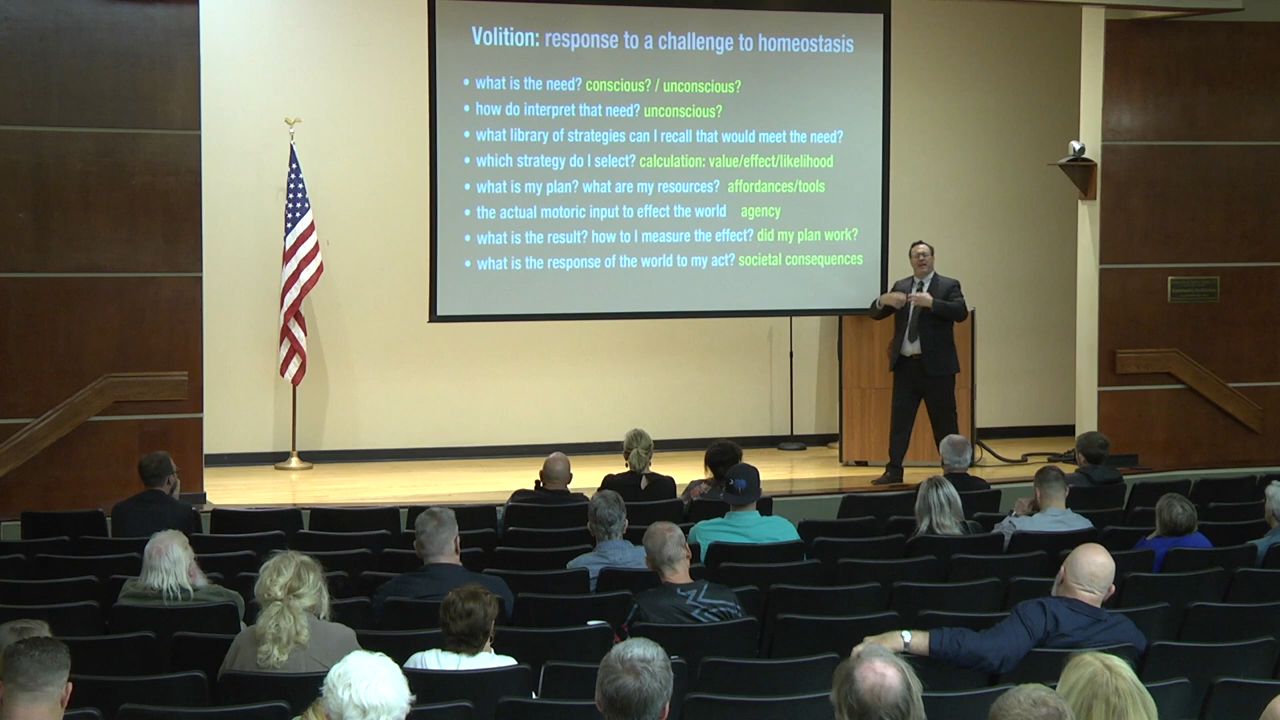 Volition: response to a challenge to homeostasis
• what is the need? conscious? / unconscious?
• how do interpret that need? unconscious?
• what library of strategies can I recall that would meet the need?
• which strategy do I select? calculation: value/effect/likelihood
• what is my plan? what are my resources? affordances/tools
• the actual motoric input to effect the world agency
• what is the result? how to I measure the effect? did my plan work?
• what is the response of the world to my act? societal consequences